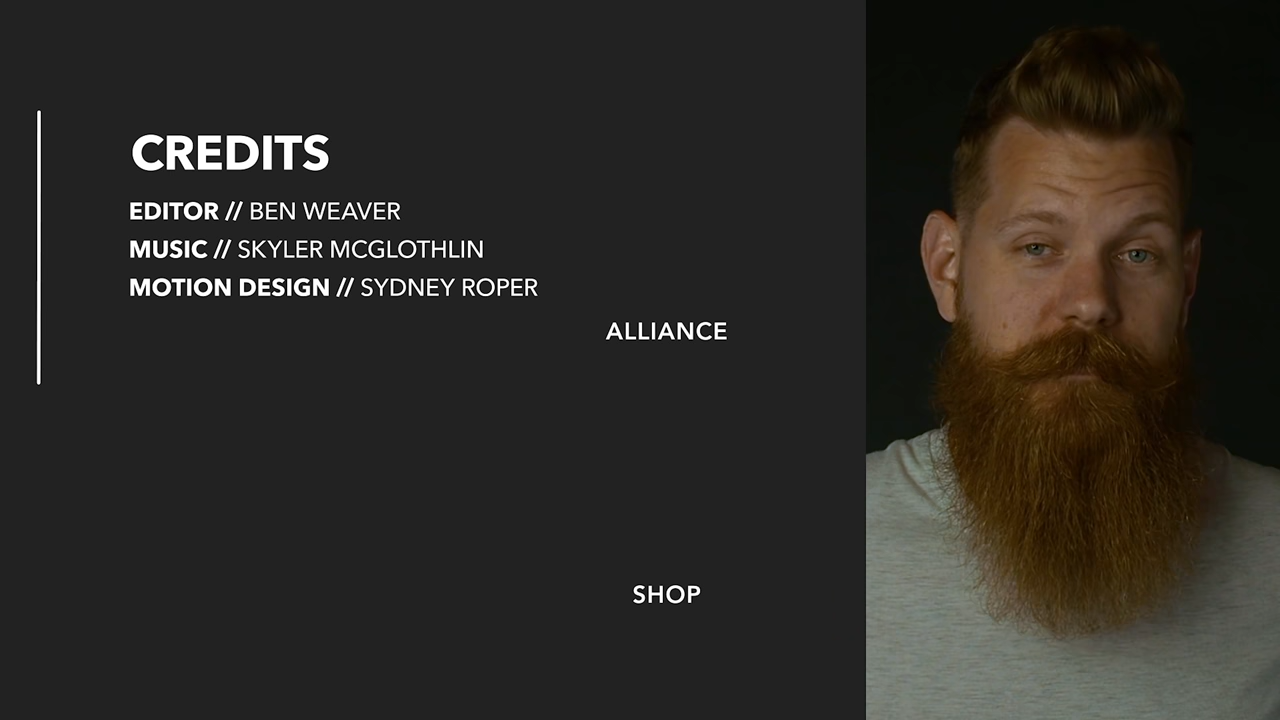 CREDITS
EDITOR // BEN WEAVER
MUSIC // SKYLER MCGLOTHLIN
MOTION DESIGN // SYDNEY ROPER
ALLIANCE
SHOP